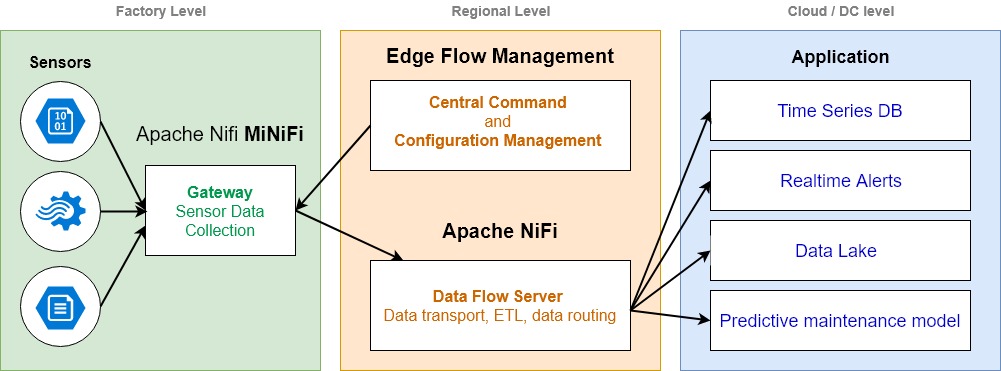 Factory Level
Regional Level
Cloud / DC level
Sensors
10
01
Apache Nifi MiNiFi
Gateway
Sensor Data
Collection
Edge Flow Management
Central Command
and
Configuration Management
Apache NiFi
Data Flow Server
Data transport, ETL, data routing
Application
Time Series DB
Realtime Alerts
Data Lake
Predictive maintenance model